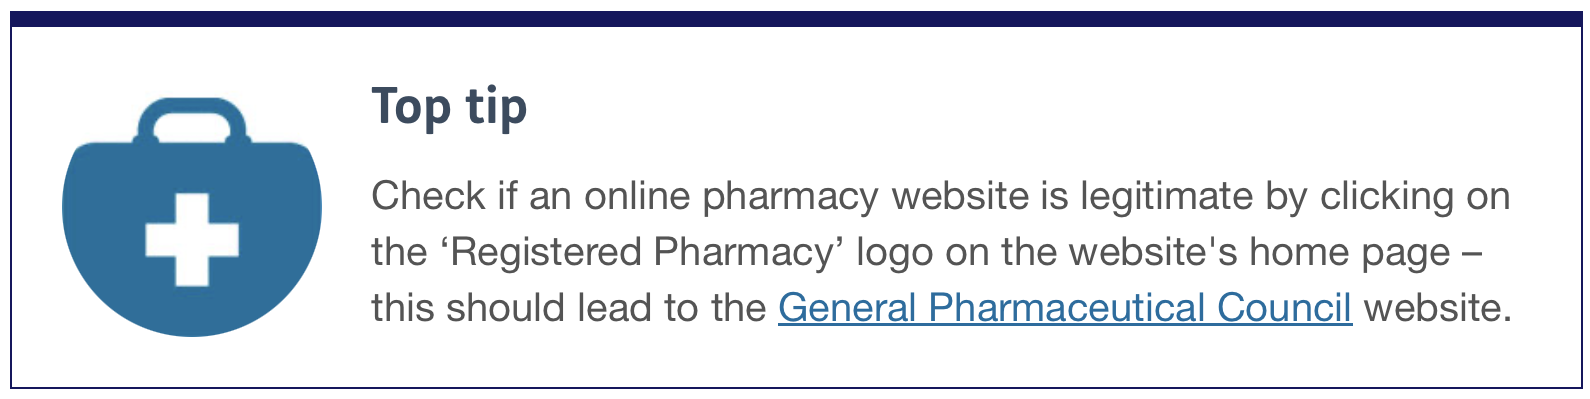 Top tip
Check if an online pharmacy website is legitimate by clicking on
the ‘Registered Pharmacy’ logo on the website's home page –
this should lead to the General Pharmaceutical Council website.